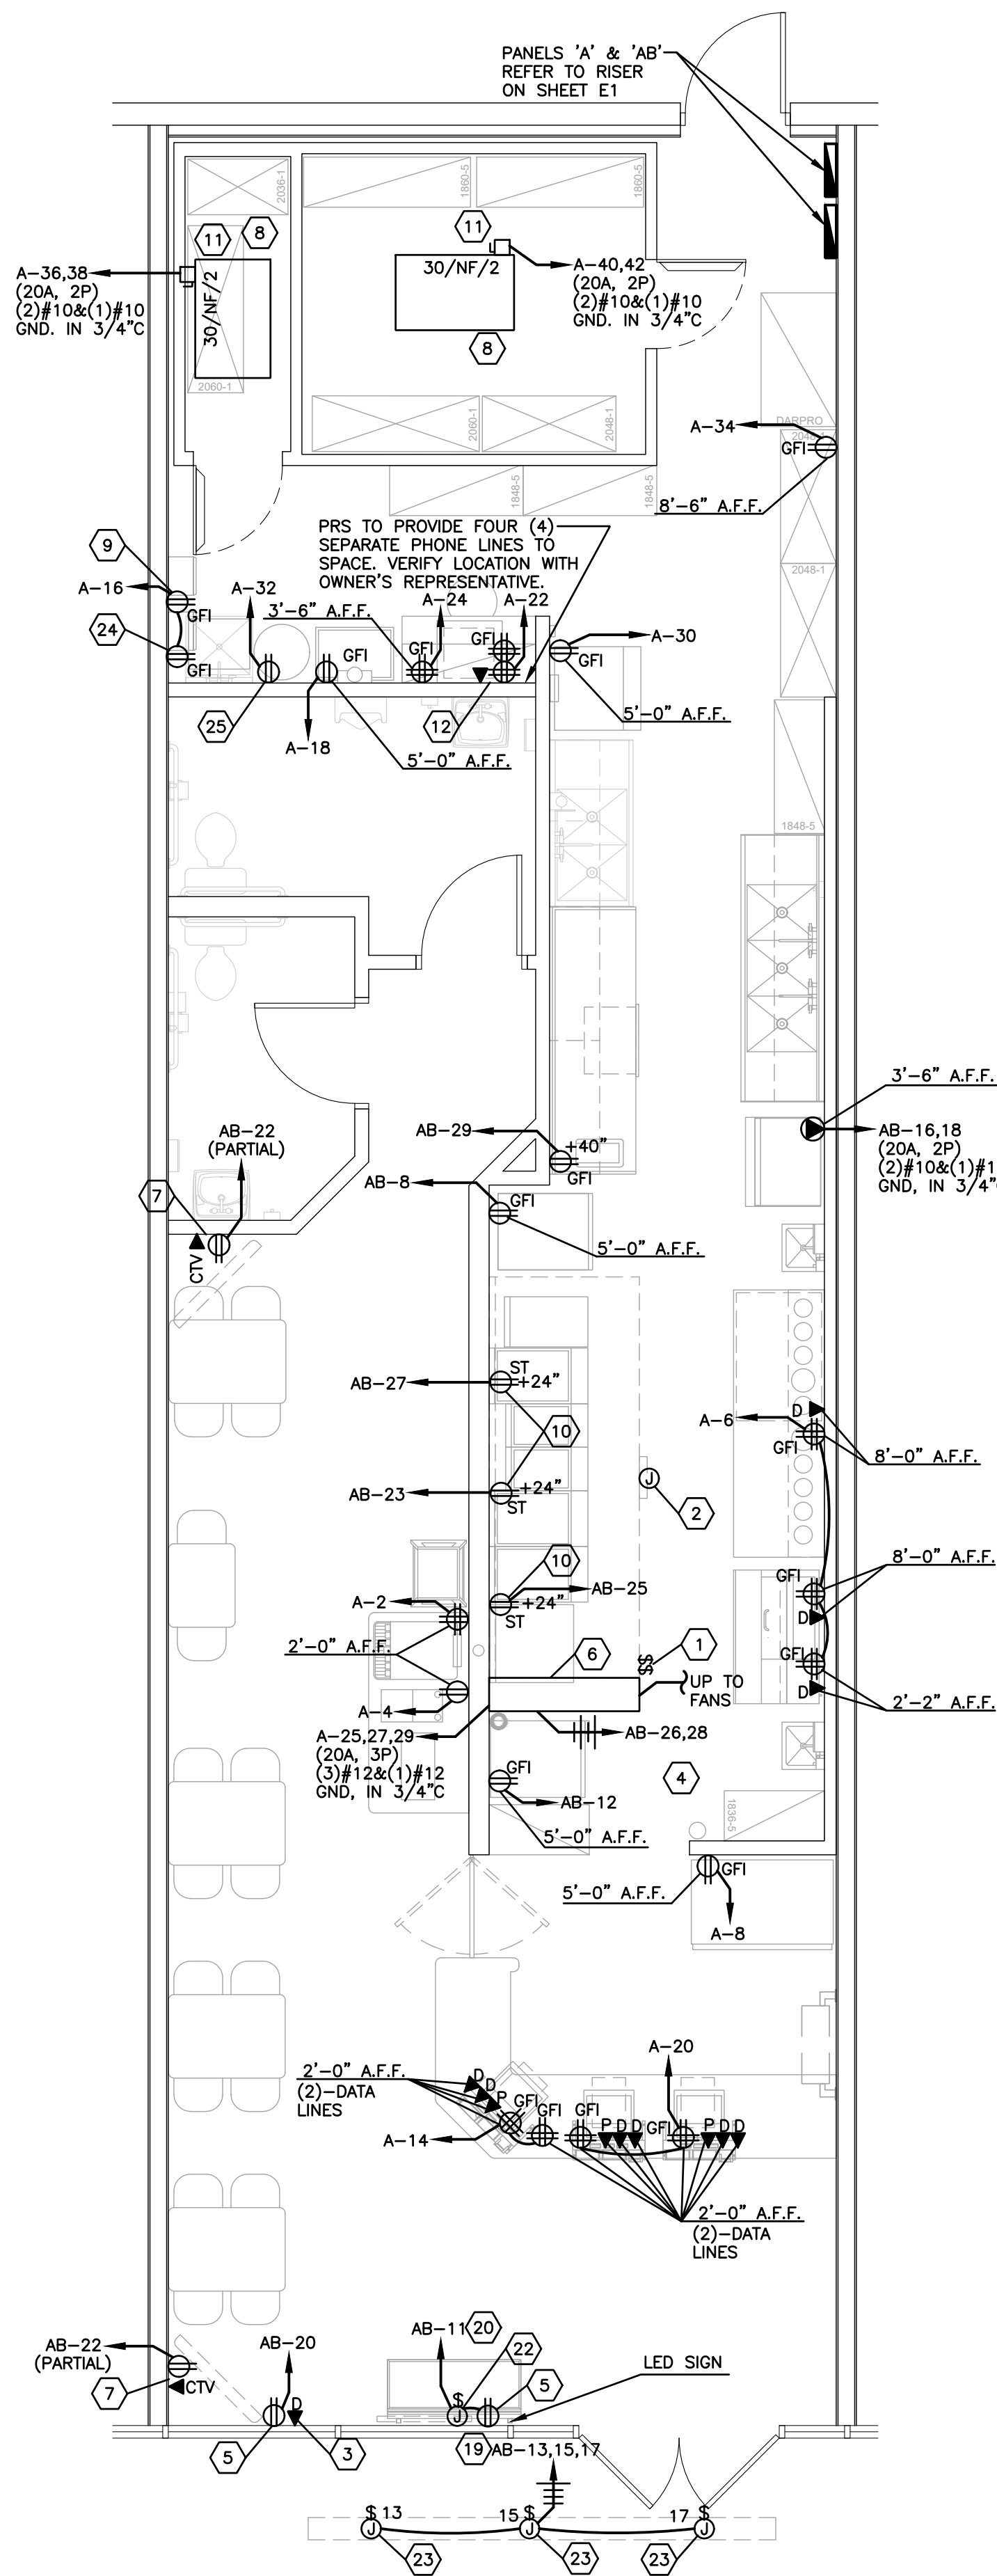 PANELS 'A' & 'AB'
REFER TO RISER
ON SHEET E1
2036-1
1860-5
1860-5
11
8
11
30/NF/2
A-36,38
(20A, 2P)
(2)#10&(1)#10
GND. IN 3/4"C
30/NF/2
A-40,42
(20A, 2P)
(2)#10&(1)#10
GND. IN 3/4"C
8
2060-1
2060-1
2048-1
DARPRO
A-34
2048-1
GFI
1848-5
1848-5
8'-6" A.F.F.
PRS TO PROVIDE FOUR (4)
SEPARATE PHONE LINES TO
SPACE. VERIFY LOCATION WITH
OWNER'S REPRESENTATIVE.
9
2048-1
A-16
A-32
A-24
A-22
3'-6" A.F.F.
GFI
24
A-30
GFI
GFI
GFI
GFI
GFI
25
12
5'-0" A.F.F.
A-18
5'-0" A.F.F.
1848-5
3'-6" A.F.F.
AB-22
(PARTIAL)
AB-29
+40"
GFI
AB-16,18
(20A, 2P)
(2)#10&(1)#1
GND, IN 3/4"
AB-8
GFI
7
5'-0" A.F.F.
CTV
ST
+24"
AB-27
D
A-6
GFI
10
8'-0" A.F.F.
2
J
+24"
AB-23
ST
10
8'-0" A.F.F.
GFI
AB-25
A-2
+24"
ST
D
2'-0" A.F.F.
6
$$
1
GFI
UP TO
FANS
D
2'-2" A.F.F.
A-4
A-25,27,29
(20A, 3P)
(3)#12&(1)#12
GND, IN 3/4"C
AB-26,28
4
GFI
AB-12
1836-5
5'-0" A.F.F.
GFI
5'-0" A.F.F.
A-8
A-20
2'-0" A.F.F.
(2)-DATA
LINES
D
D
P
GFI
GFI
GFI
P D D
GFI
P D D
A-14
2'-0" A.F.F.
(2)-DATA
LINES
AB-22
(PARTIAL)
AB-20
AB-11
20
22
LED SIGN
7
CTV
5
D
$
J
5
3
19
AB-13,15,17
$ 13
15 $
17 $
J
J
J
23
23
23